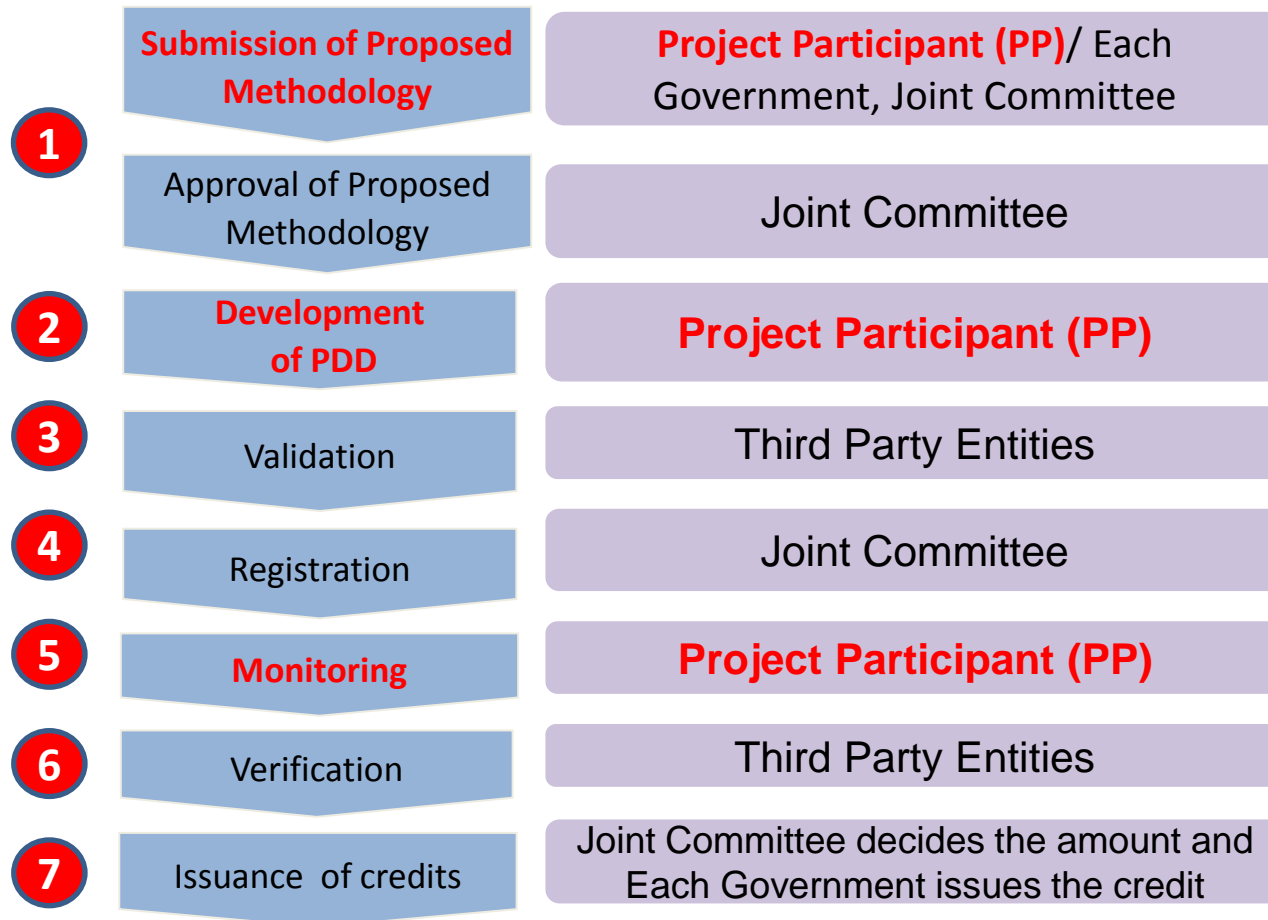 1
Submission of Proposed
Methodology
Project Participant (PP)/ Each
Government, Joint Committee
Approval of Proposed
Methodology
Joint Committee
2
Development
of PDD
Project Participant (PP)
3
Validation
Third Party Entities
4
Registration
Joint Committee
5
Monitoring
Project Participant (PP)
6
Verification
Third Party Entities
7
Issuance of credits
Joint Committee decides the amount and
Each Government issues the credit